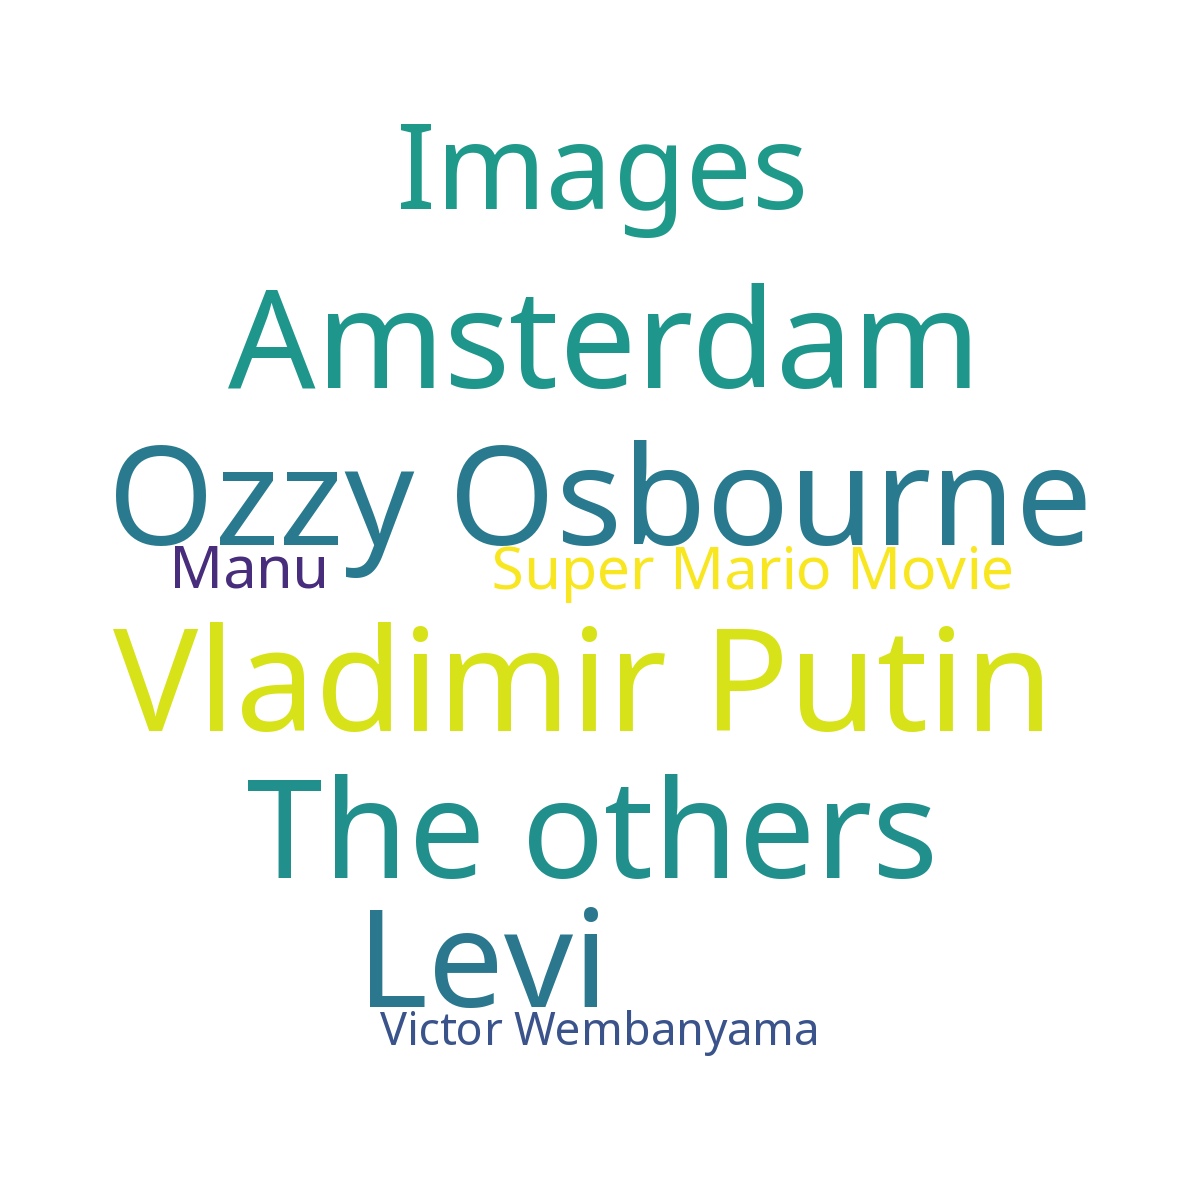 Images
Amsterdam
Ozzy Osbourne
Manu Super Mario Movie
Vladimir Putin
The others
Levi
Victor Wembanyama